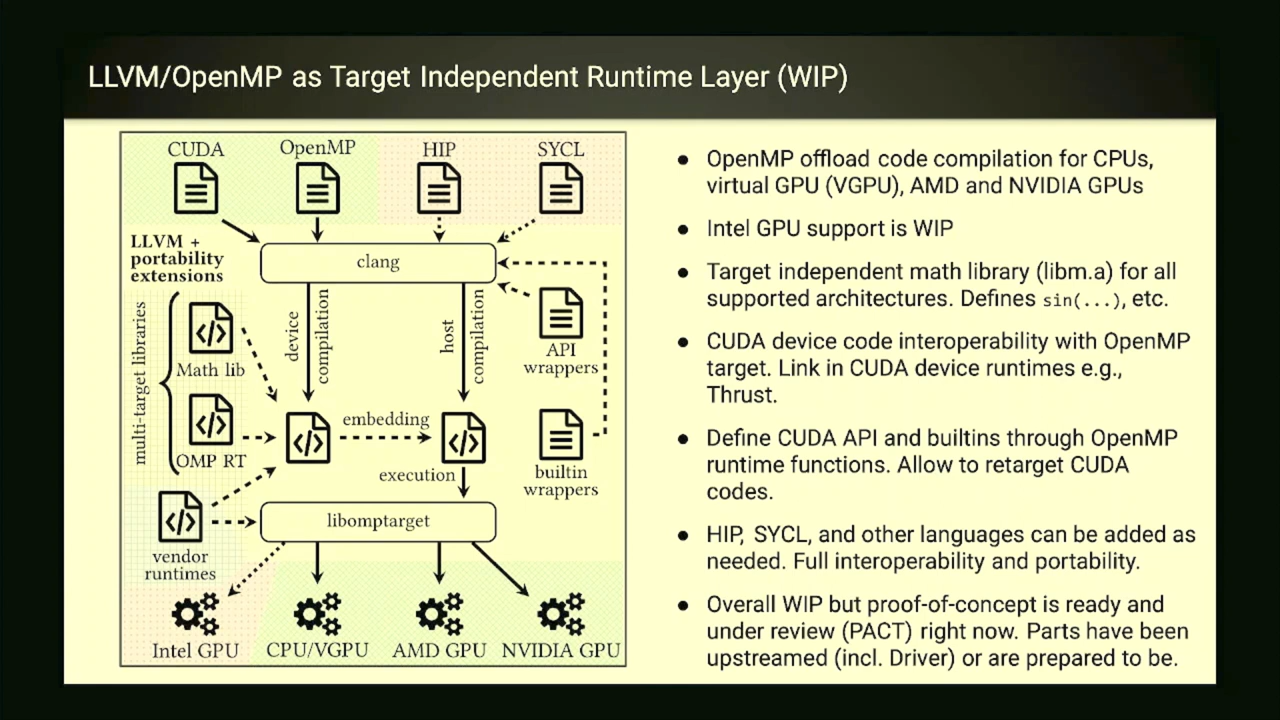 LLVM/OpenMP as Target Independent Runtime Layer (WIP)
CUDA
OpenMP
HIP
SYCL
LLVM +
portability
extensions
clang
multi-target libraries
Math lib
OMP RT
device
compilation
host
compilation
API
wrappers
embedding
execution
builtin
wrappers
vendor
runtimes
libomptarget
Intel GPU
CPU/VGPU
AMD GPU
NVIDIA GPU
● OpenMP offload code compilation for CPUs,
virtual GPU (VGPU), AMD and NVIDIA GPUs
● Intel GPU support is WIP
● Target independent math library (libm.a) for all
supported architectures. Defines sin(...), etc.
● CUDA device code interoperability with OpenMP
target. Link in CUDA device runtimes e.g.,
Thrust.
● Define CUDA API and builtins through OpenMP
runtime functions. Allow to retarget CUDA
codes.
● HIP, SYCL, and other languages can be added as
needed. Full interoperability and portability.
● Overall WIP but proof-of-concept is ready and
under review (PACT) right now. Parts have been
upstreamed (incl. Driver) or are prepared to be.